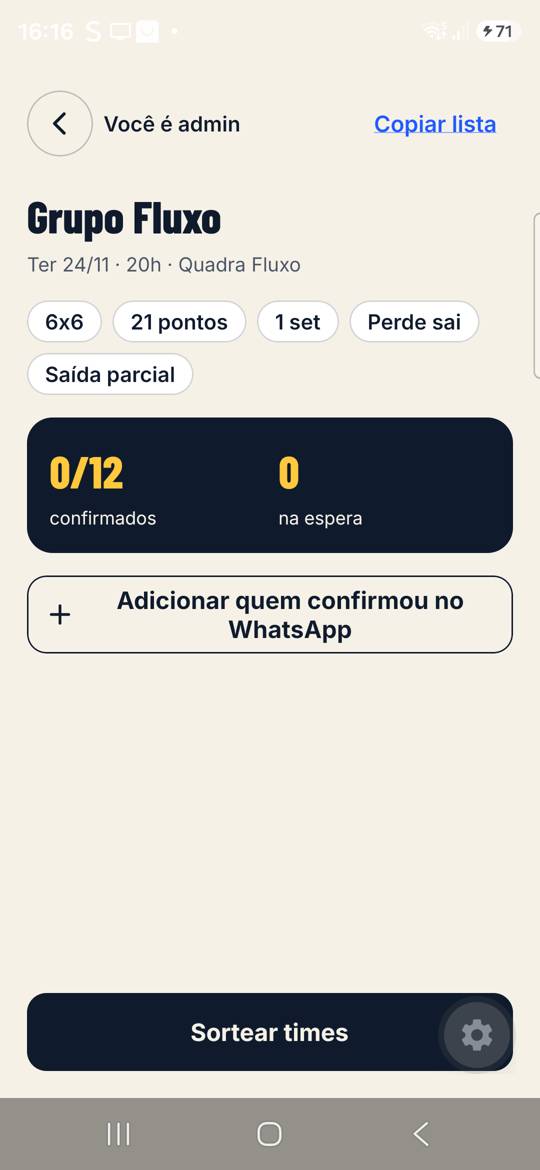 16:16
71
Você é admin
Copiar lista
Grupo Fluxo
Ter 24/11 · 20h · Quadra Fluxo
6x6
21 pontos
1 set
Perde sai
Saída parcial
0/12
0
confirmados
na espera
Adicionar quem confirmou no
WhatsApp
Sortear times